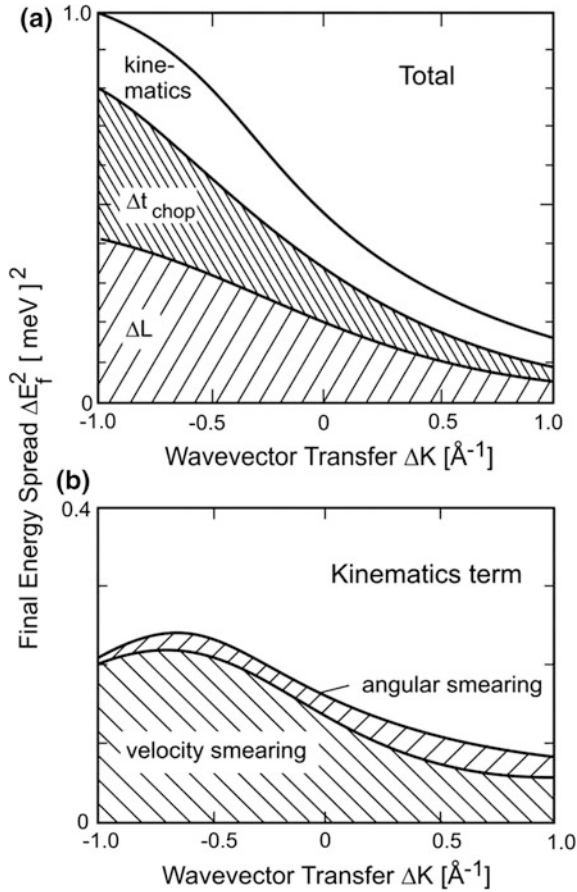 (a)
1.0
kine-
matics
Total
Δt chop
ΔL
0
-1.0 -0.5 0 0.5 1.0
Wavevector Transfer ΔK [Å-1]
Final Energy Spread ΔE_f^2 [ meV ]^2
(b)
0.4
Kinematics term
angular smearing
velocity smearing
0
-1.0 -0.5 0 0.5 1.0
Wavevector Transfer ΔK [Å-1]